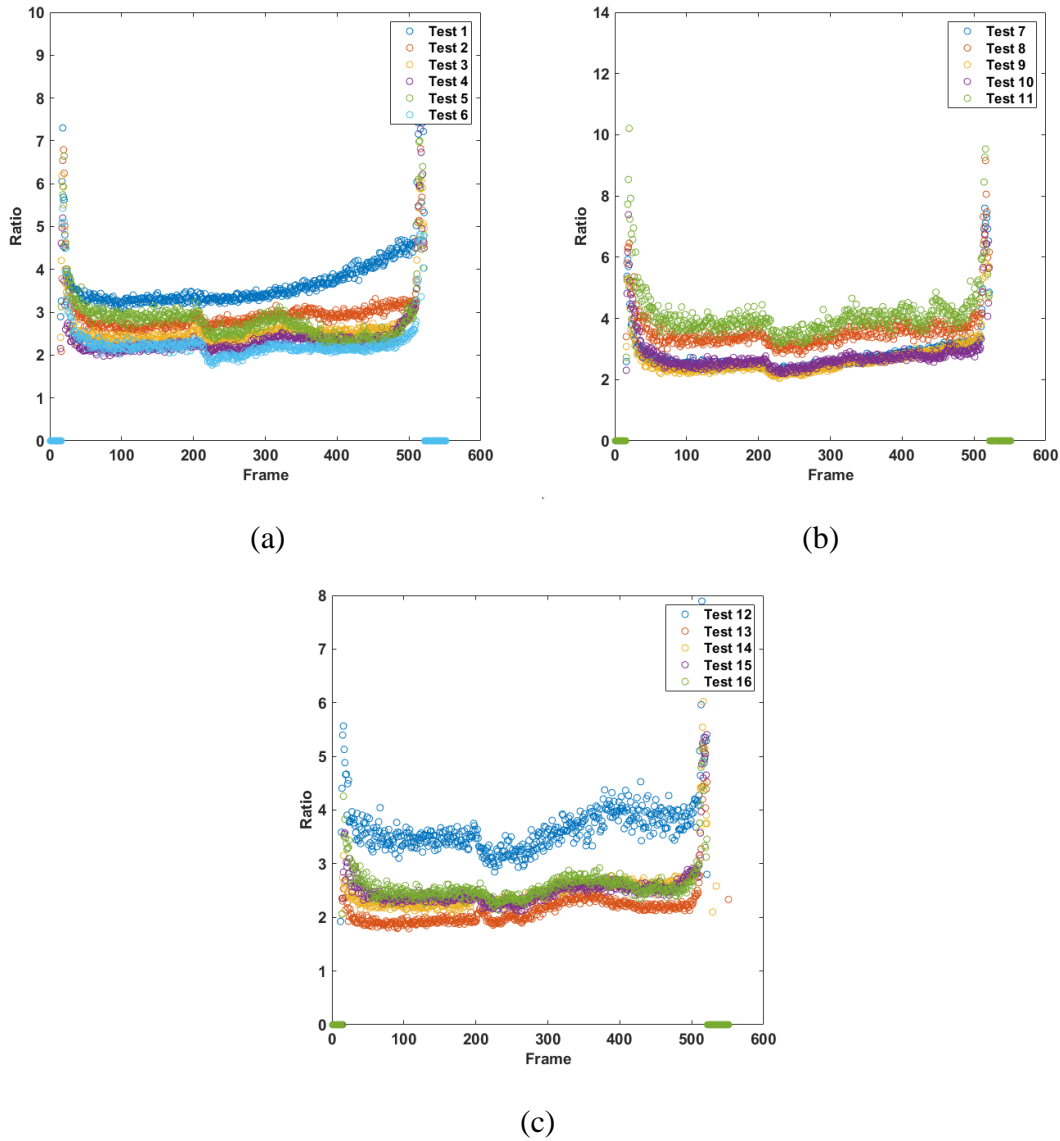 10
9
8
7
6
5
4
3
2
1
0
Ratio
0 100 200 300 400 500 600
Frame
Test 1
Test 2
Test 3
Test 4
Test 5
Test 6
(a)
14
12
10
8
6
4
2
0
Ratio
0 100 200 300 400 500 600
Frame
Test 7
Test 8
Test 9
Test 10
Test 11
(b)
8
7
6
5
4
3
2
1
0
Ratio
0 100 200 300 400 500 600
Frame
Test 12
Test 13
Test 14
Test 15
Test 16
(c)